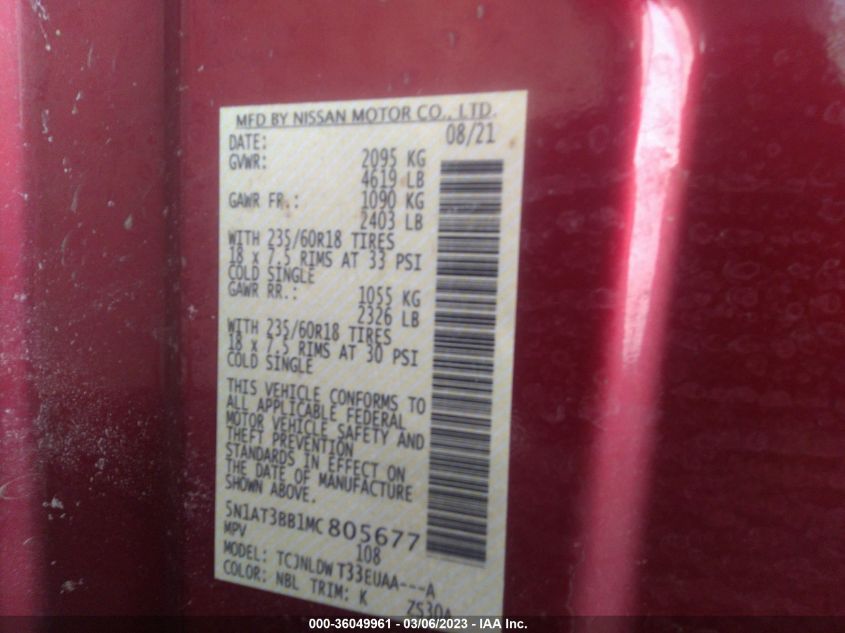 MFD BY NISSAN MOTOR CO., LTD.
DATE: 08/21
GVWR: 2095 KG
4619 LB
GAWR FR.: 1090 KG
2403 LB
WITH 235/60R18 TIRES
18 x 7.5 RIMS AT 33 PSI
COLD SINGLE
GAWR RR.: 1055 KG
2326 LB
WITH 235/60R18 TIRES
18 x 7.5 RIMS AT 30 PSI
COLD SINGLE
THIS VEHICLE CONFORMS TO
ALL APPLICABLE FEDERAL
MOTOR VEHICLE SAFETY AND
THEFT PREVENTION
STANDARDS IN EFFECT ON
THE DATE OF MANUFACTURE
SHOWN ABOVE.
5N1AT3BB1MC805677
MPV 108
MODEL: TCJNLDW T33EUAA---A
COLOR: NBL TRIM: K ZS30A
000-36049961 - 03/06/2023 - IAA Inc.